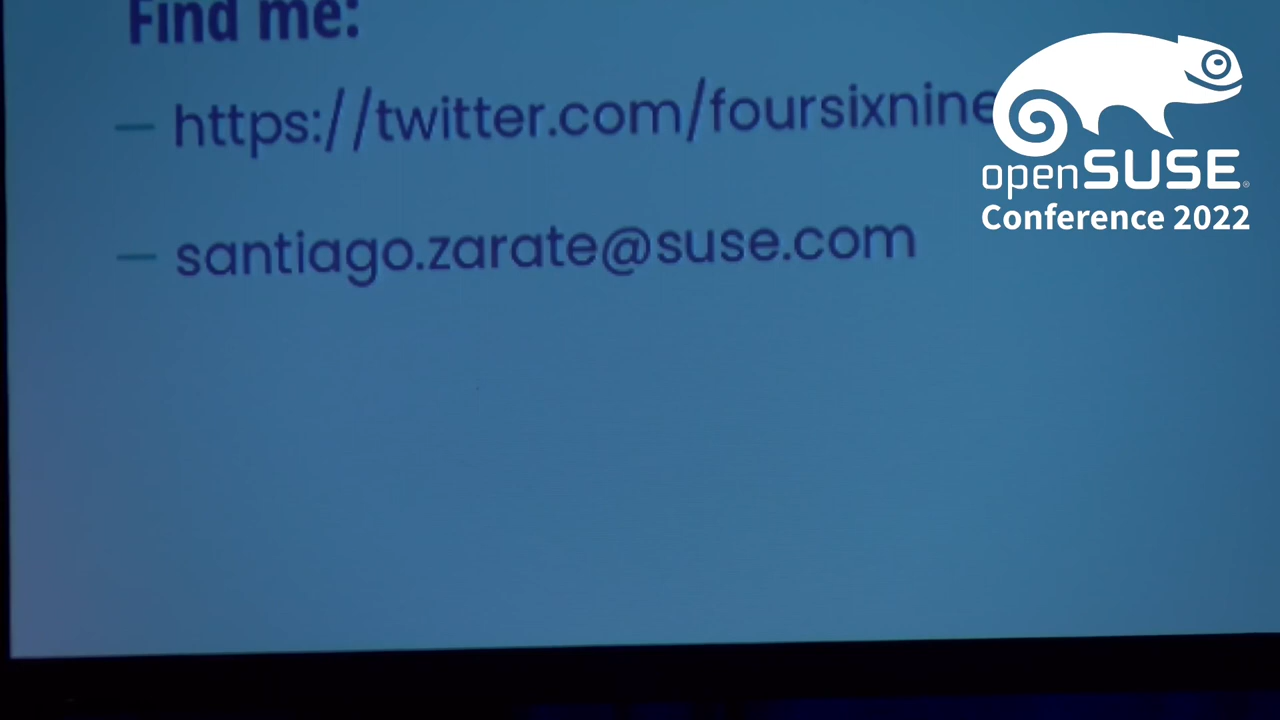 Find me:
— https://twitter.com/foursixnine
— santiago.zarate@suse.com
openSUSE®
Conference 2022